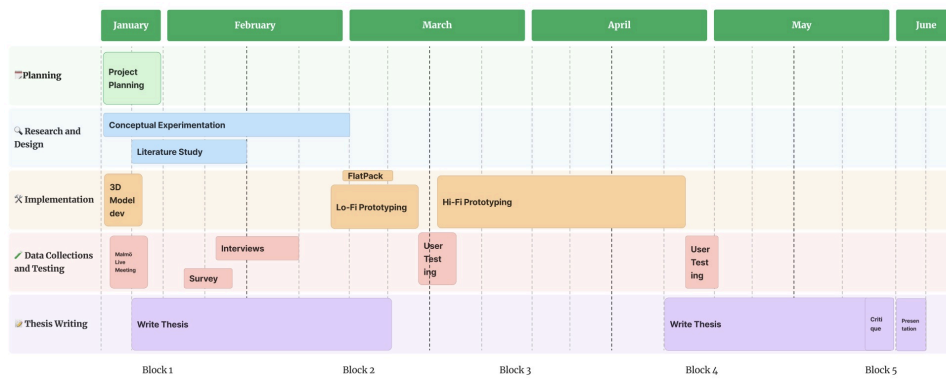 January February March April May June
Planning
Project
Planning
Research and
Design
Conceptual Experimentation
Literature Study
Implementation
3D
Model
dev
FlatPack
Lo-Fi Prototyping
Hi-Fi Prototyping
Data Collections
and Testing
Malmö
Live
Meeting
Interviews
Survey
User
Test
ing
User
Test
ing
Thesis Writing
Write Thesis
Write Thesis
Criti
que
Presen
tation
Block 1 Block 2 Block 3 Block 4 Block 5